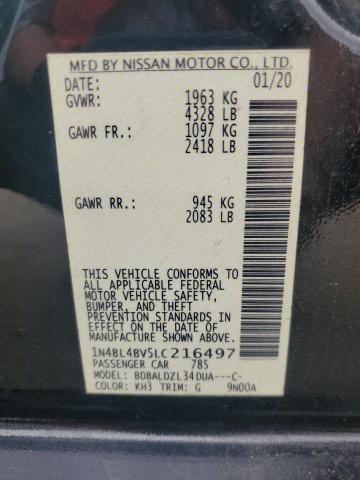 MFD BY NISSAN MOTOR CO., LTD.
DATE: 01/20
GVWR: 1963 KG
4328 LB
GAWR FR.: 1097 KG
2418 LB
GAWR RR.: 945 KG
2083 LB
THIS VEHICLE CONFORMS TO
ALL APPLICABLE FEDERAL
MOTOR VEHICLE SAFETY,
BUMPER, AND THEFT
PREVENTION STANDARDS IN
EFFECT ON THE DATE OF
MANUFACTURE SHOWN ABOVE.
1N4BL4BV5LC216497
PASSENGER CAR 785
MODEL: BDBALDZL34DUA---C-
COLOR: KH3 TRIM: G 9N00A